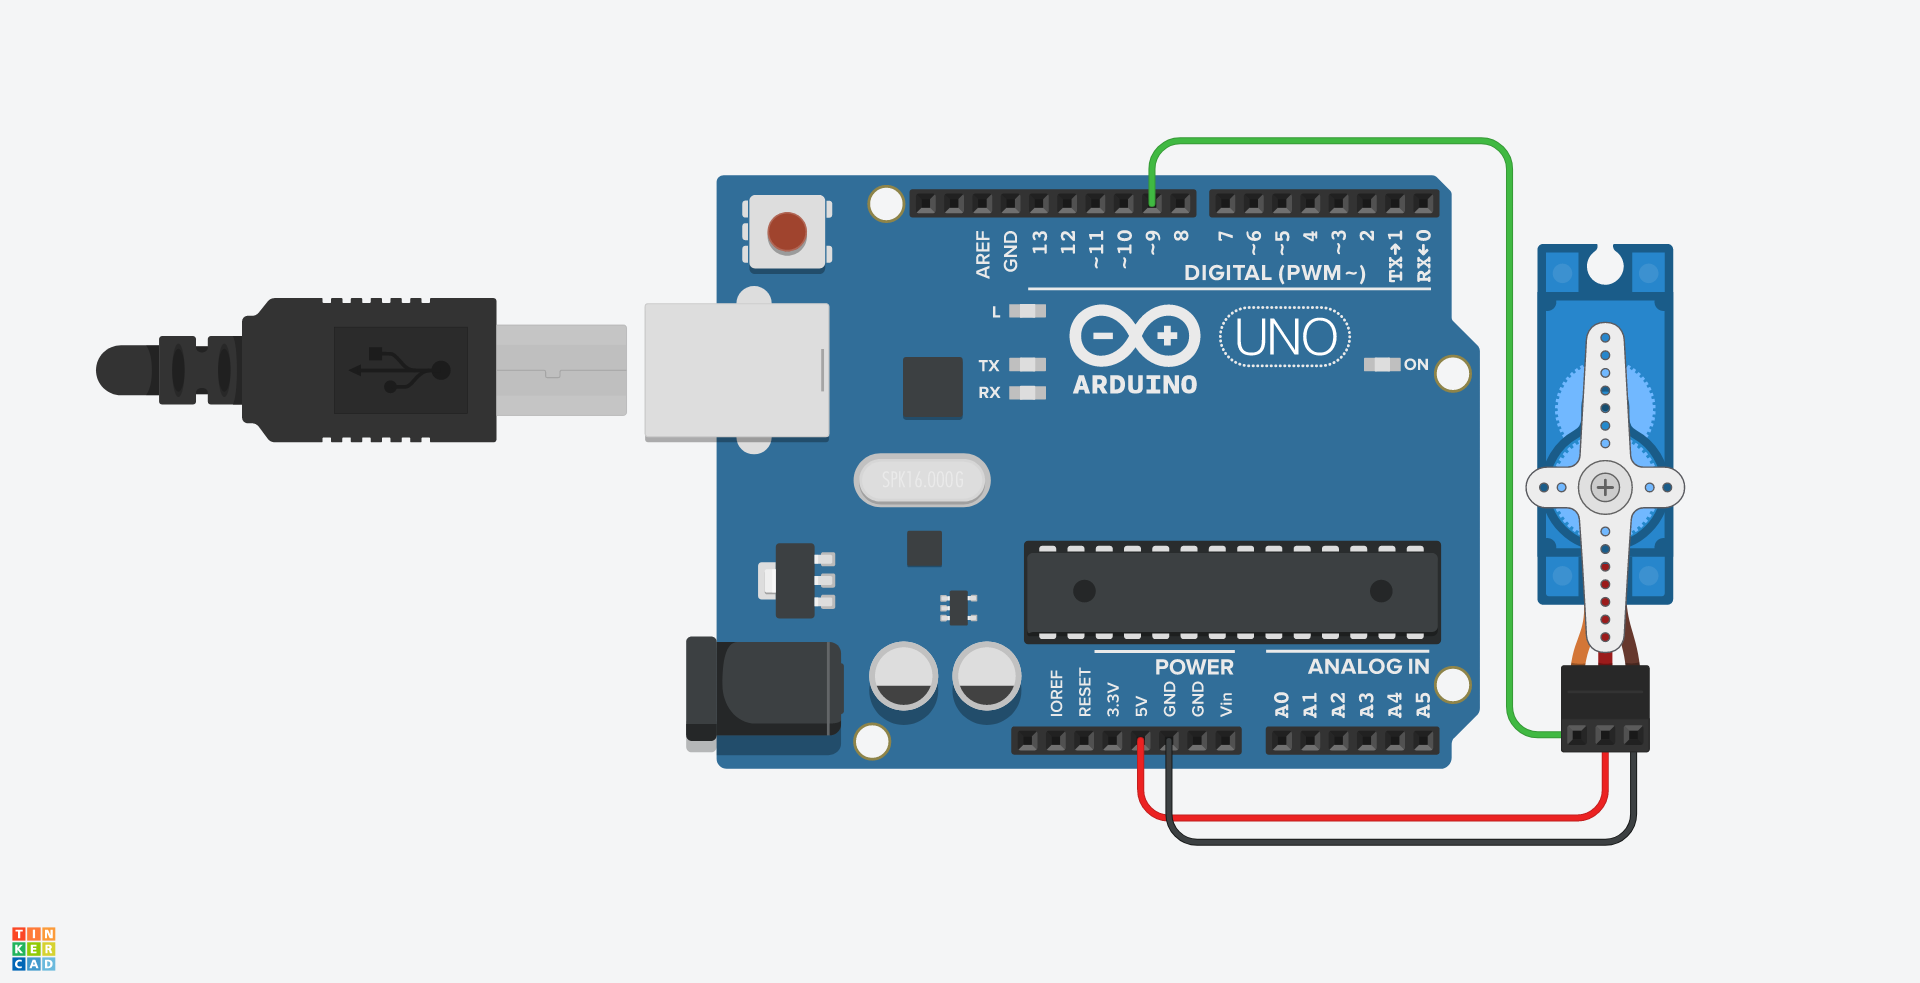 AREF
GND
13
12
~11
~10
~9
8
7
~6
~5
4
~3
2
TX→1
RX←0
DIGITAL (PWM~)
L
TX
RX
ARDUINO
UNO
ON
SPK16.000G
POWER
ANALOG IN
IOREF
RESET
3.3V
5V
GND
GND
Vin
A0
A1
A2
A3
A4
A5
TIN
KER
CAD